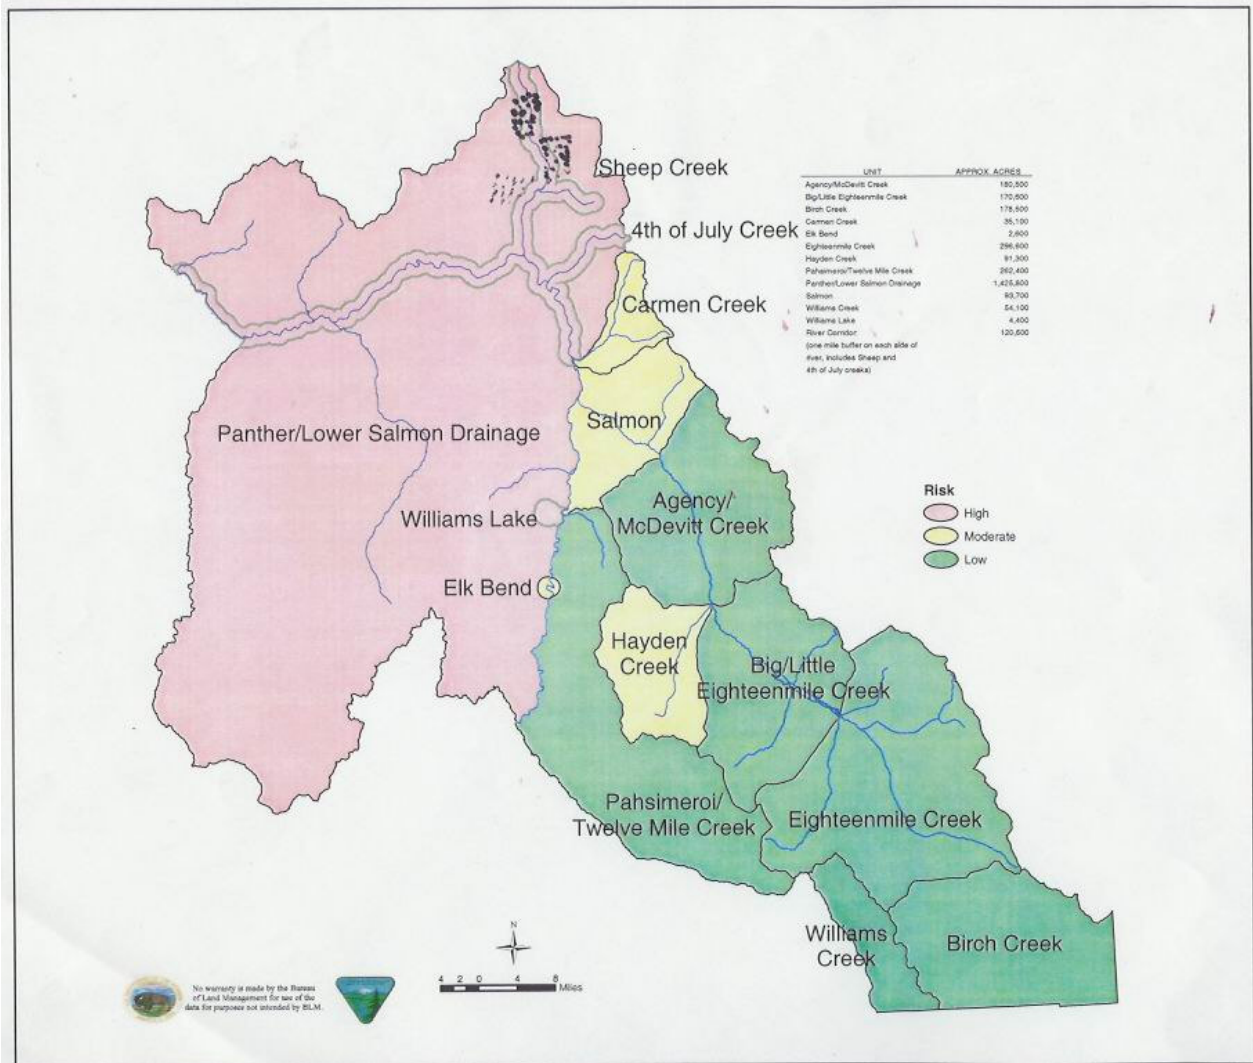 Sheep Creek
4th of July Creek
Carmen Creek
Salmon
Panther/Lower Salmon Drainage
Agency/
McDevitt Creek
Williams Lake
Elk Bend
Hayden
Creek
Big/Little
Eighteenmile Creek
Pahsimeroi/
Twelve Mile Creek
Eighteenmile Creek
Williams
Creek
Birch Creek
UNIT APPROX. ACRES
Agency/McDevitt Creek 180,500
Big/Little Eighteenmile Creek 170,600
Birch Creek 178,500
Carmen Creek 35,100
Elk Bend 2,600
Eighteenmile Creek 296,600
Hayden Creek 91,300
Pahsimeroi/Twelve Mile Creek 262,400
Panther/Lower Salmon Drainage 1,425,600
Salmon 93,700
Williams Creek 54,100
Williams Lake 4,400
River Corridor: 120,600
(one mile buffer on each side of
river, includes Sheep and
4th of July creeks)
Risk
High
Moderate
Low
N
4 2 0 4 8
Miles
No warranty is made by the Bureau
of Land Management for use of the
data for purposes not intended by BLM.